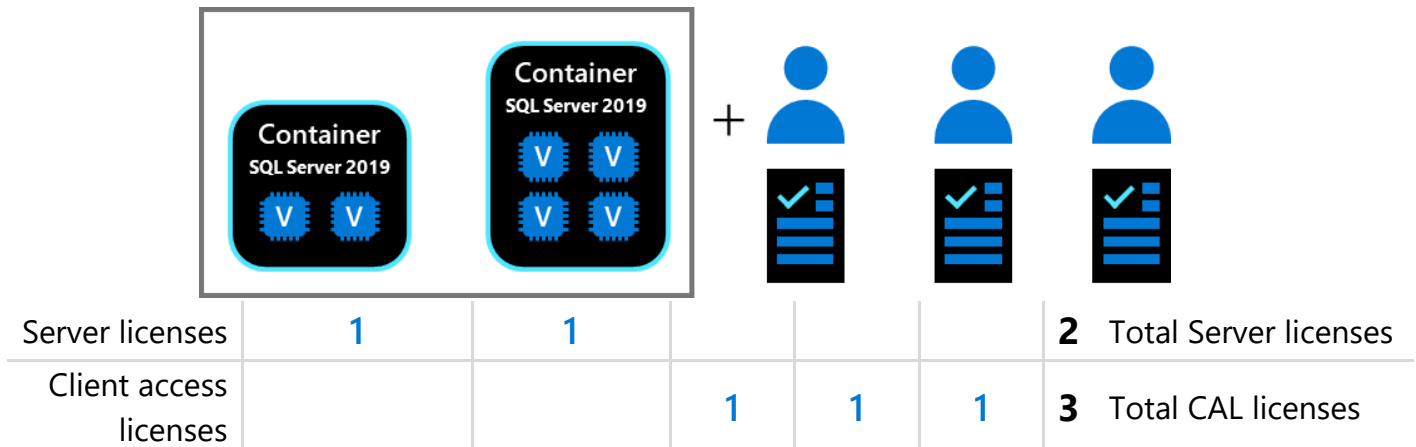 Container
SQL Server 2019
V V
V V
Container
SQL Server 2019
V V
+
Server licenses 1 1 2 Total Server licenses
Client access
licenses 1 1 1 3 Total CAL licenses